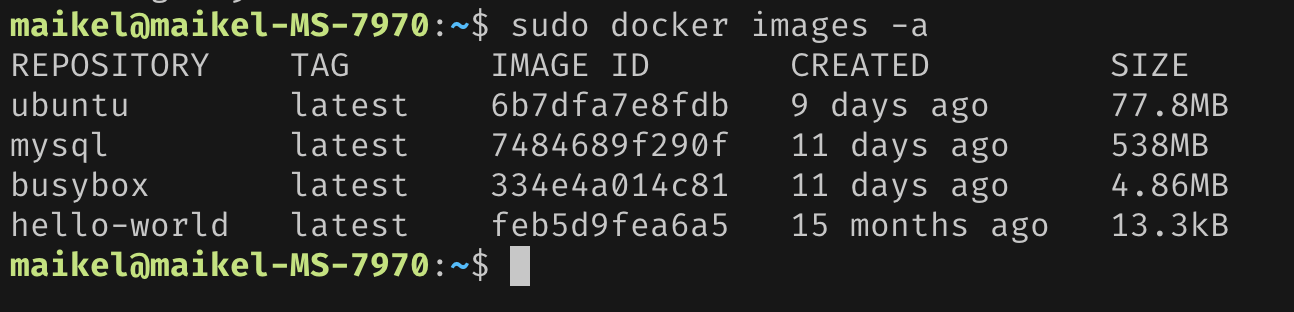 maikel@maikel-MS-7970:~$ sudo docker images -a
REPOSITORY    TAG       IMAGE ID       CREATED         SIZE
ubuntu        latest    6b7dfa7e8fdb   9 days ago      77.8MB
mysql         latest    7484689f290f   11 days ago     538MB
busybox       latest    334e4a014c81   11 days ago     4.86MB
hello-world   latest    feb5d9fea6a5   15 months ago   13.3kB
maikel@maikel-MS-7970:~$